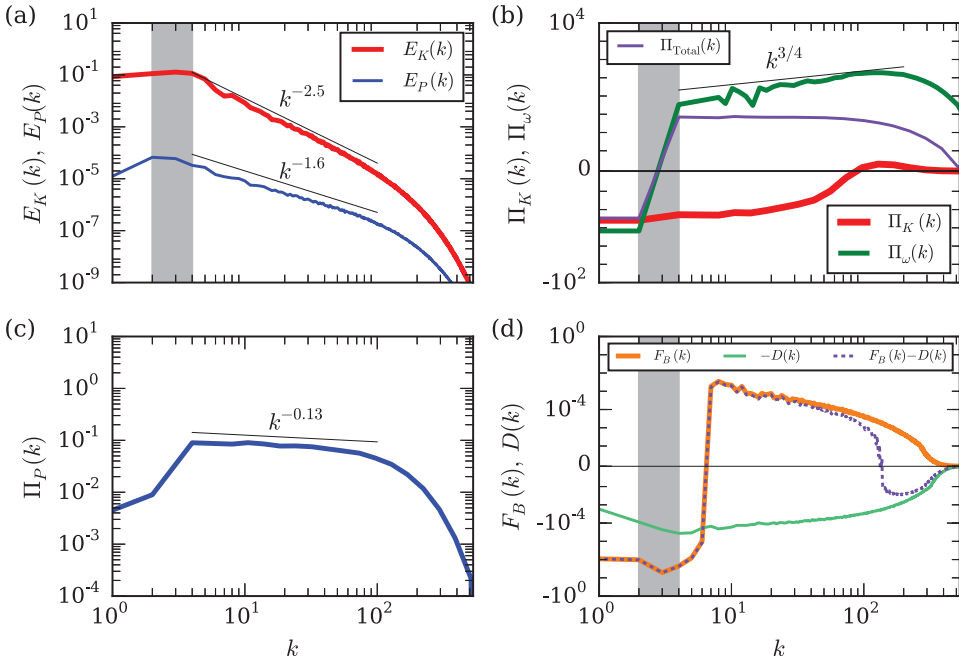 (a)
10^1
10^-1
10^-3
10^-5
10^-7
10^-9
E_K(k), E_P(k)
E_K(k)
E_P(k)
k^-2.5
k^-1.6
(b)
10^4
0
-10^2
Π_K(k), Π_ω(k)
Π_Total(k)
k^3/4
Π_K(k)
Π_ω(k)
(c)
10^1
10^0
10^-1
10^-2
10^-3
10^-4
Π_P(k)
k^-0.13
10^0
10^1
10^2
k
(d)
10^0
10^-4
0
-10^-4
-10^0
F_B(k), D(k)
F_B(k)
-D(k)
F_B(k)-D(k)
10^0
10^1
10^2
k